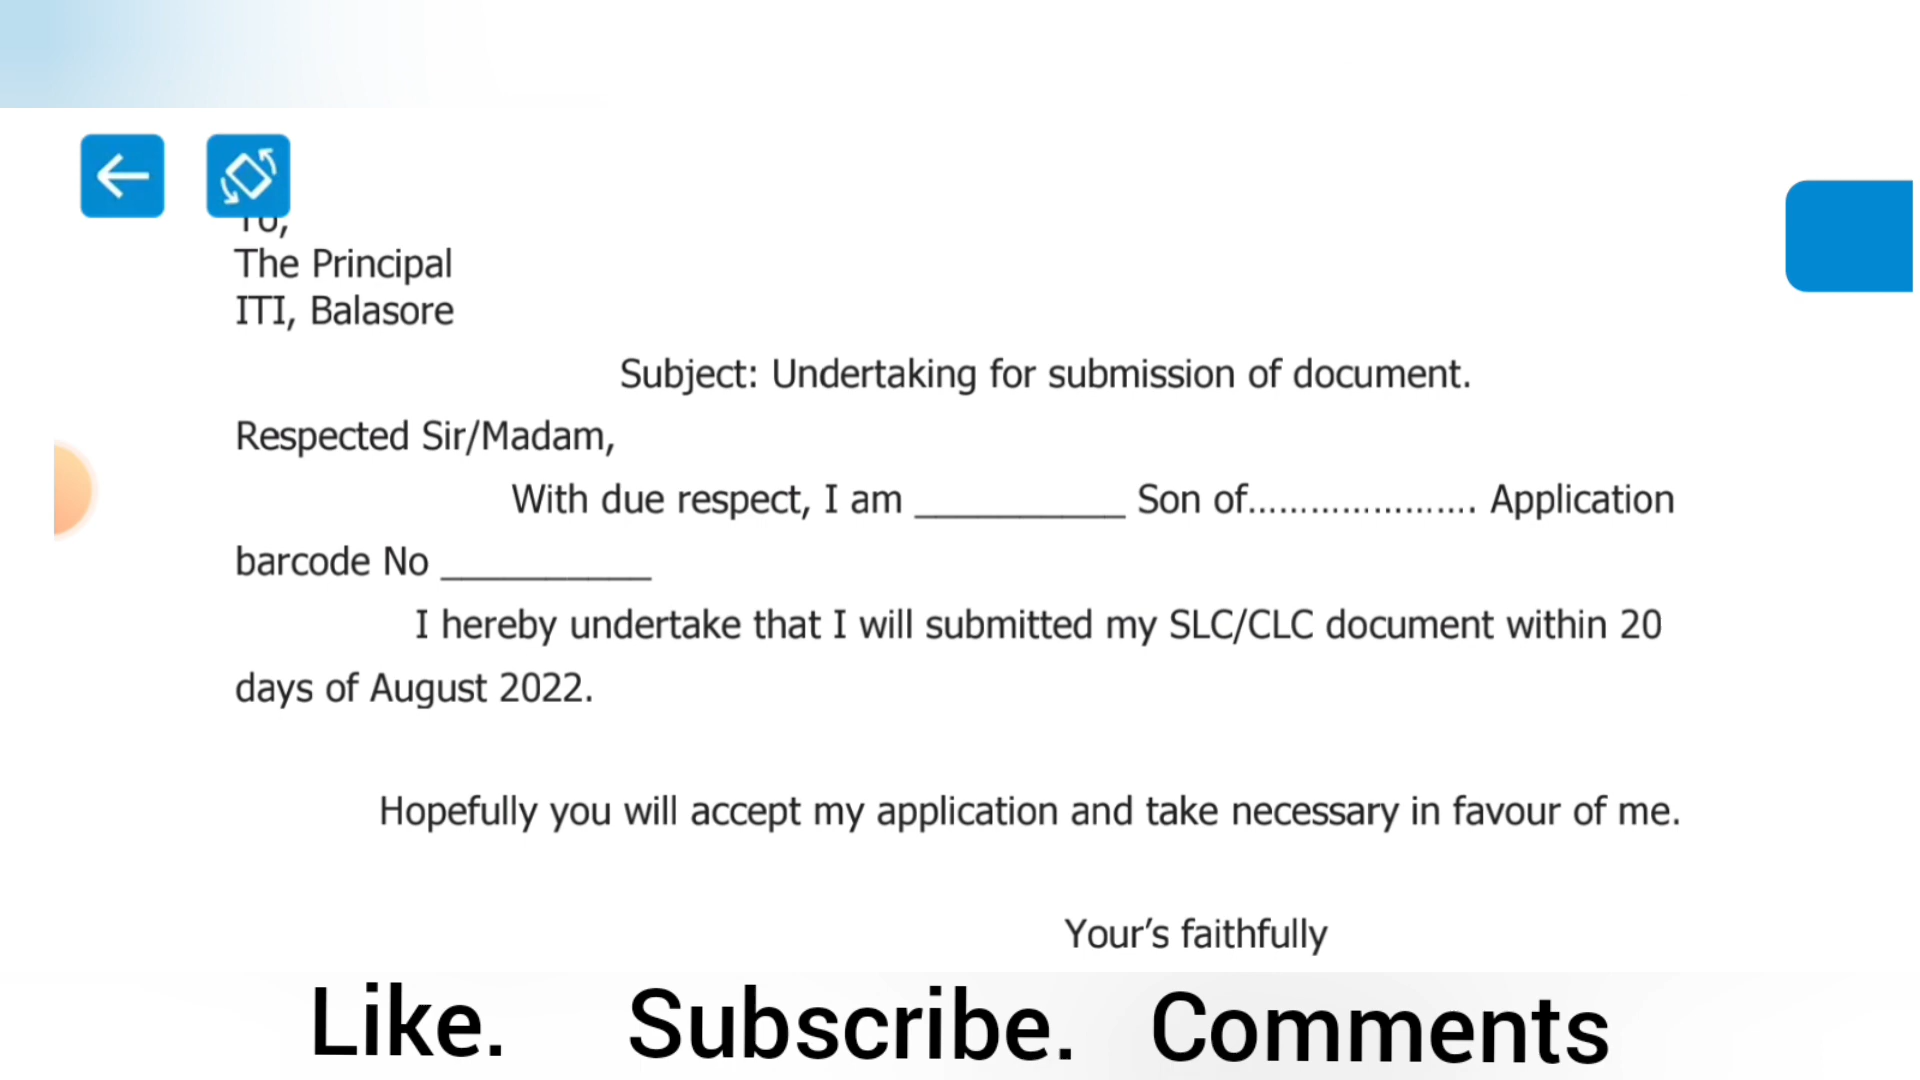 To,
The Principal
ITI, Balasore
Subject: Undertaking for submission of document.
Respected Sir/Madam,
With due respect, I am __________ Son of...................... Application
barcode No __________
I hereby undertake that I will submitted my SLC/CLC document within 20
days of August 2022.
Hopefully you will accept my application and take necessary in favour of me.
Your’s faithfully
Like. Subscribe. Comments